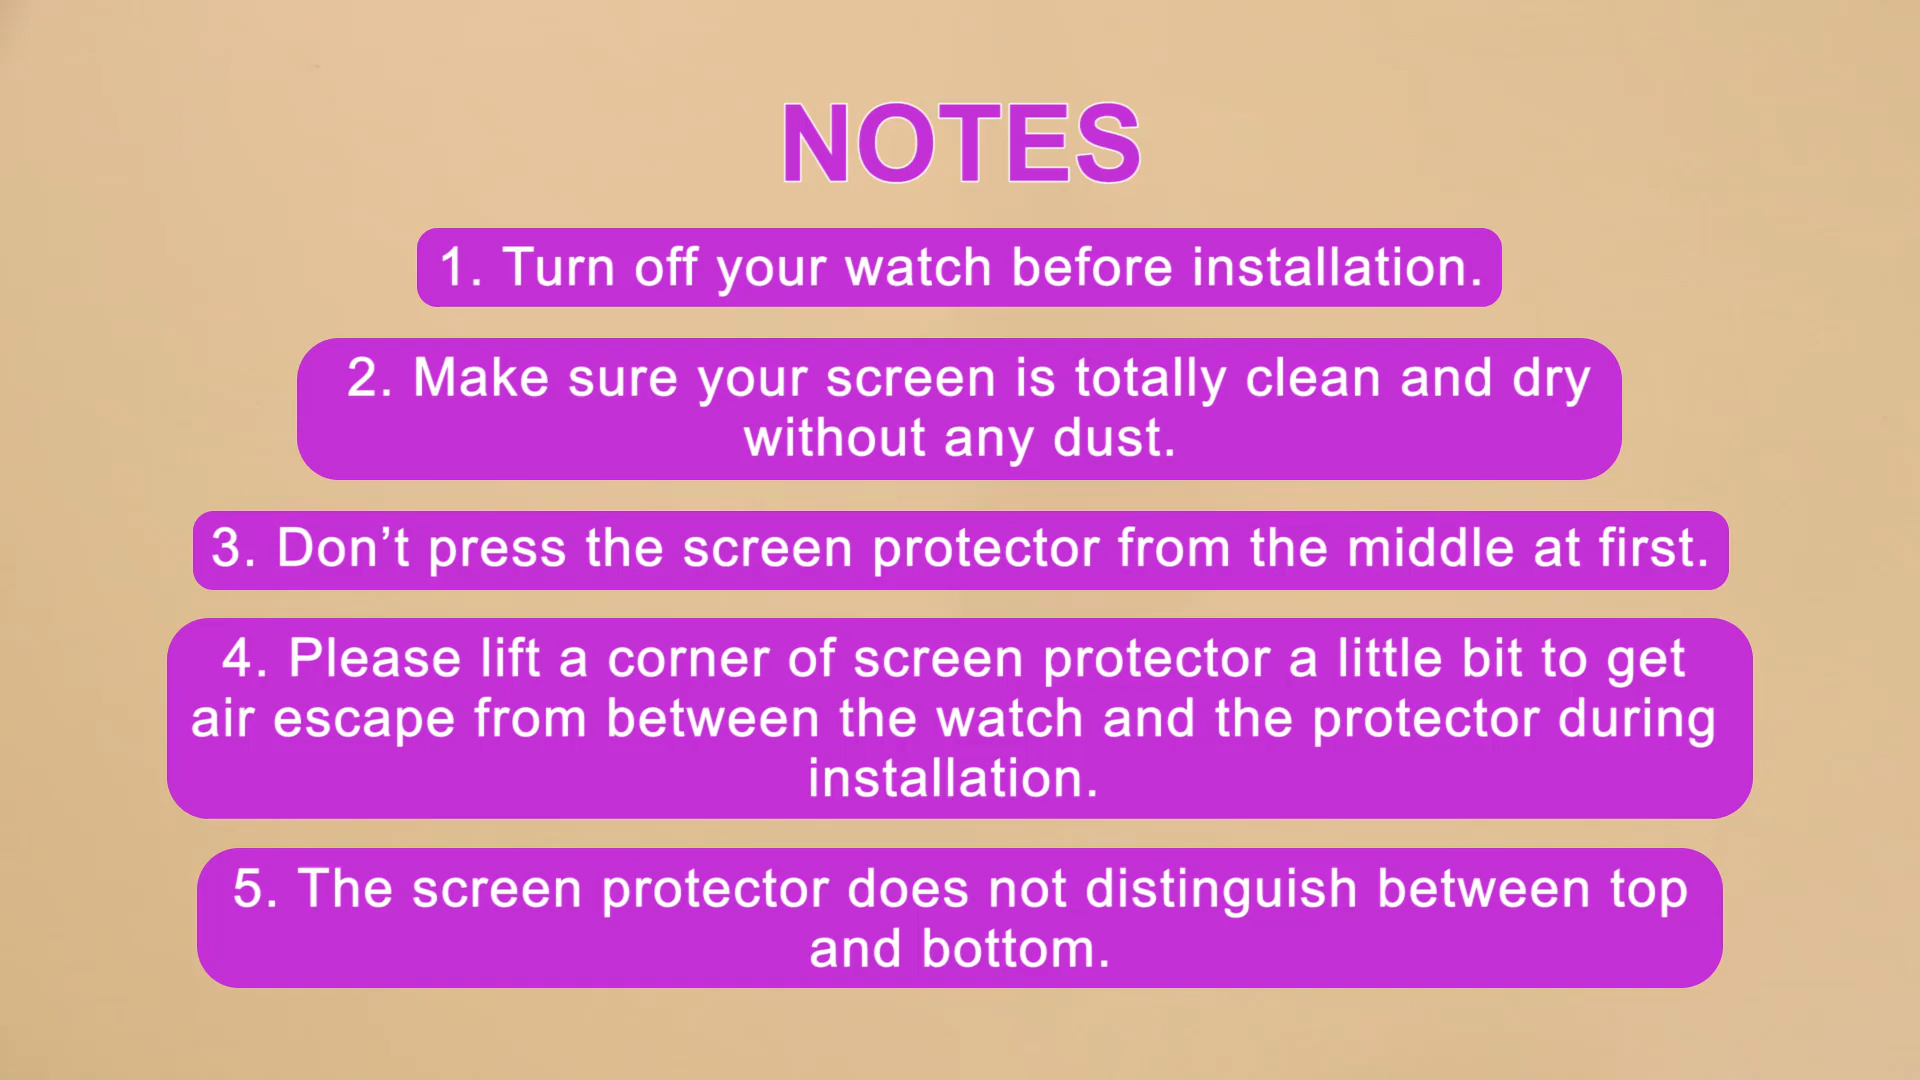 NOTES
1. Turn off your watch before installation.
2. Make sure your screen is totally clean and dry
without any dust.
3. Don’t press the screen protector from the middle at first.
4. Please lift a corner of screen protector a little bit to get
air escape from between the watch and the protector during
installation.
5. The screen protector does not distinguish between top
and bottom.